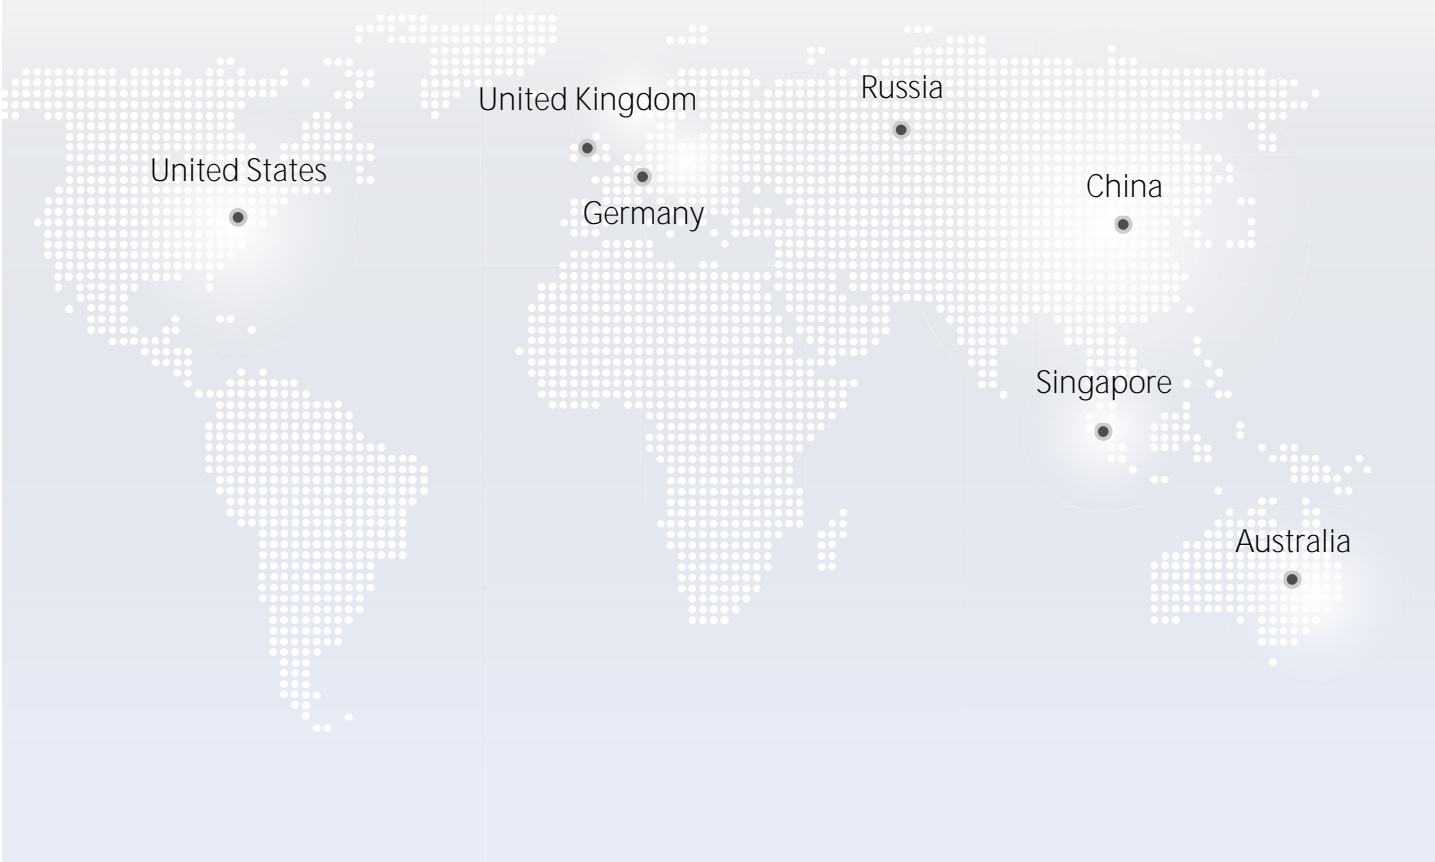 Russia
United Kingdom
United States
China
Germany
Singapore
Australia